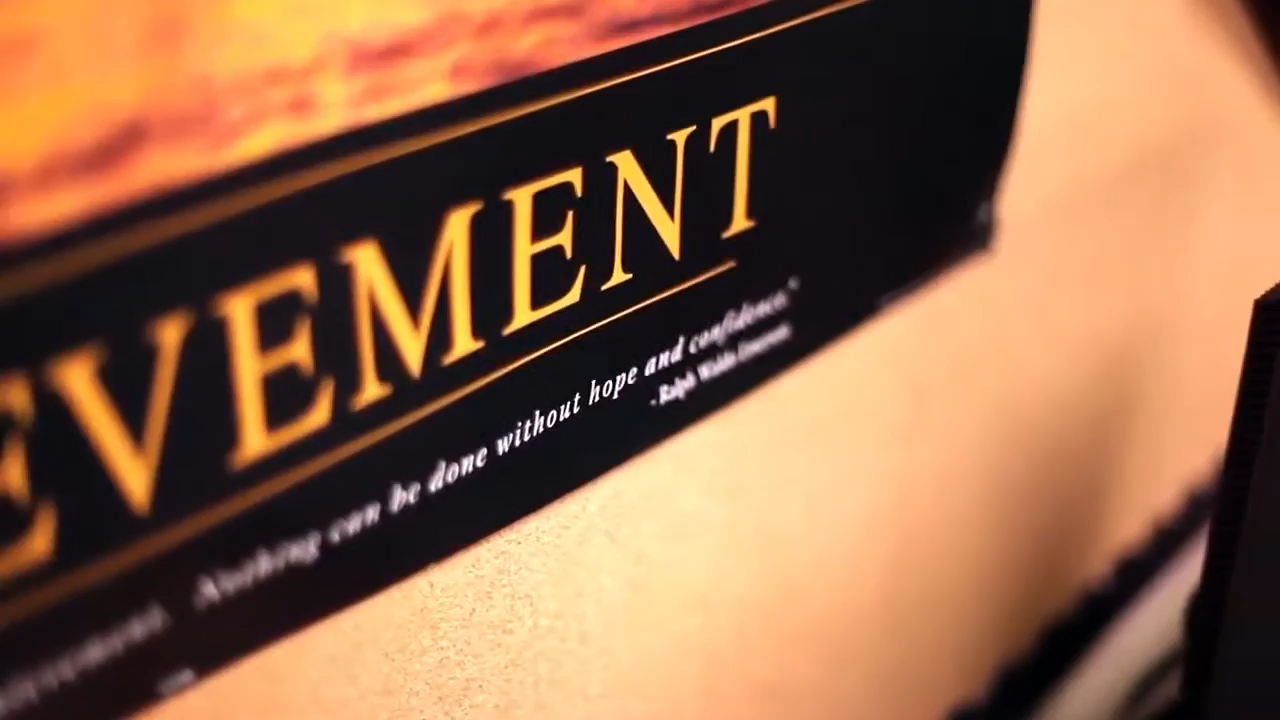 EVEMENT
Nothing can be done without hope and confidence."
- Ralph Waldo Emerson